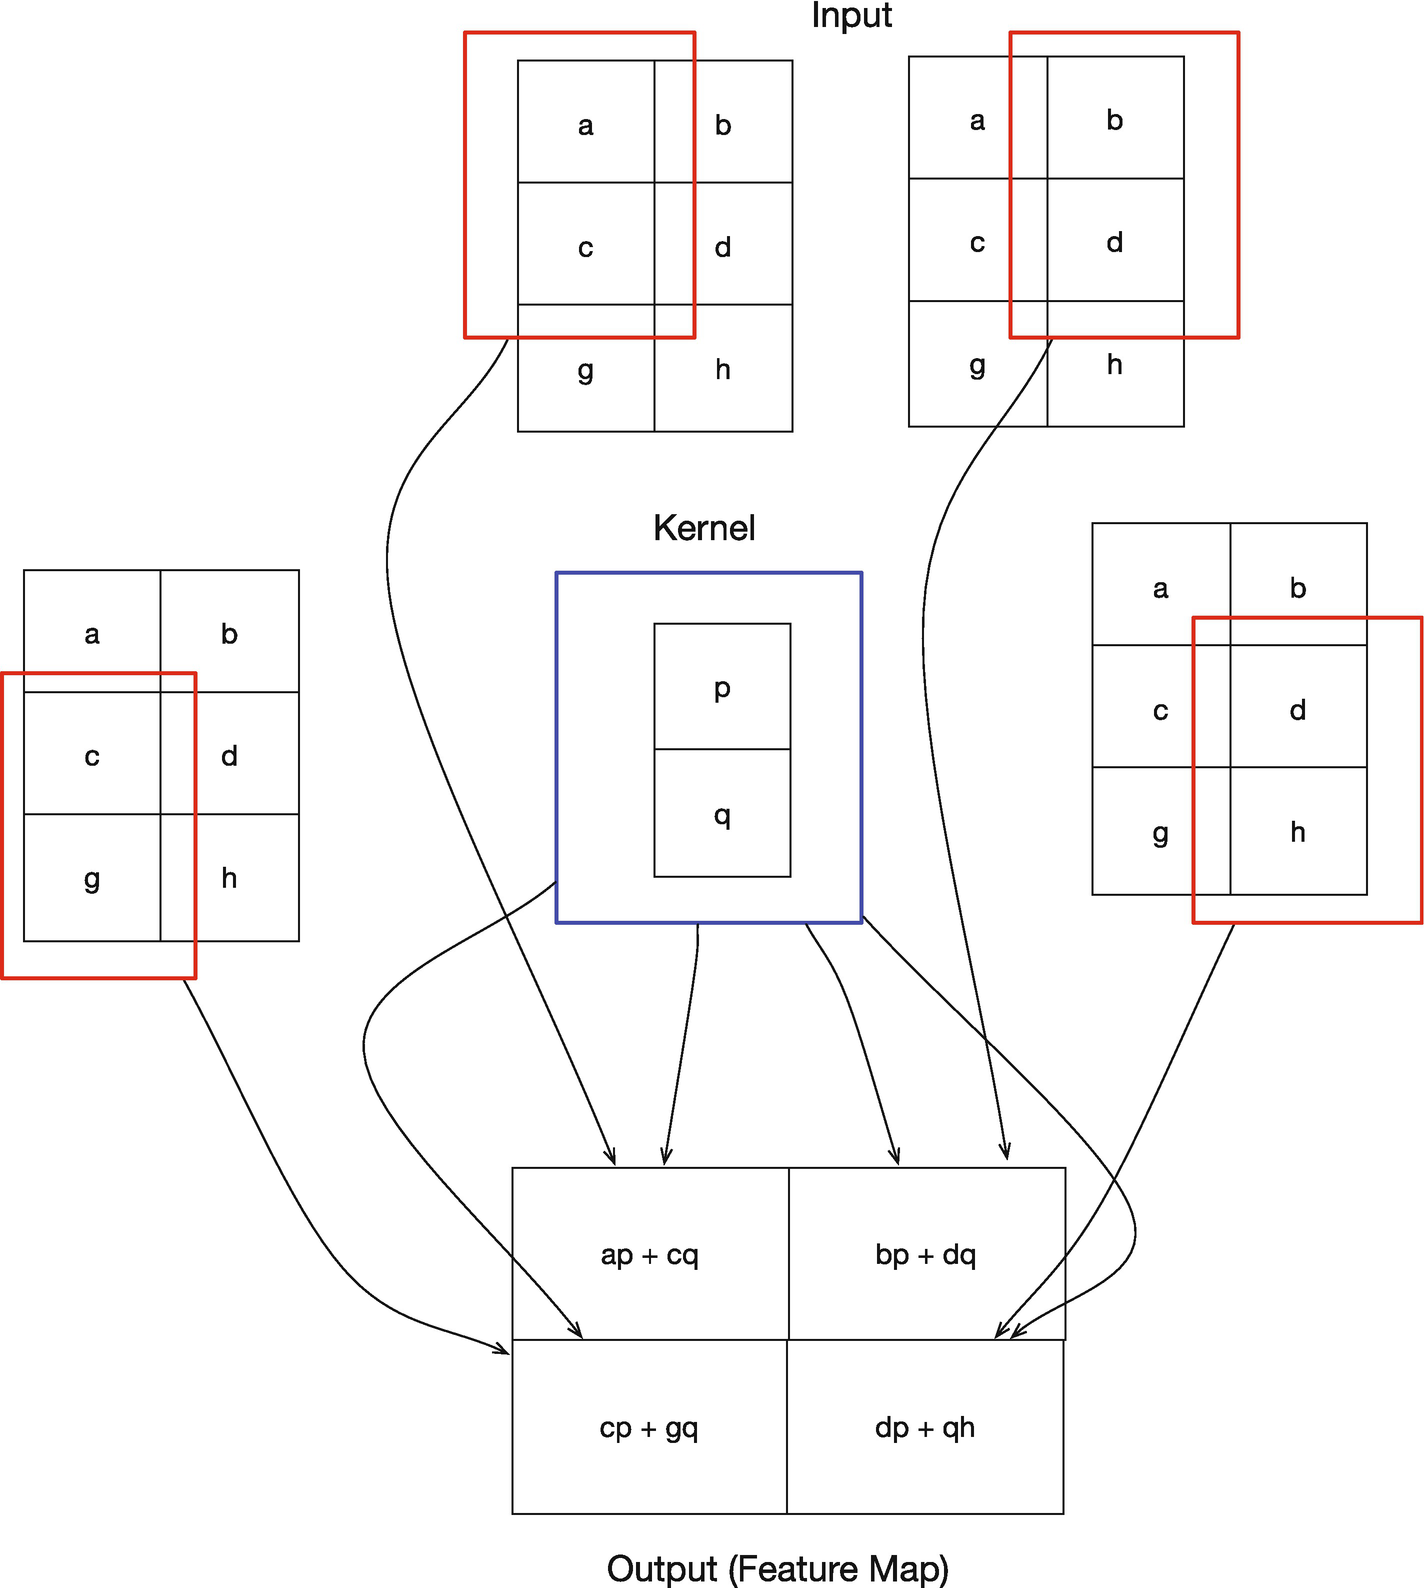 Input
a b
c d
g h
a b
c d
g h
Kernel
p
q
a b
c d
g h
a b
c d
g h
ap + cq
bp + dq
cp + gq
dp + qh
Output (Feature Map)